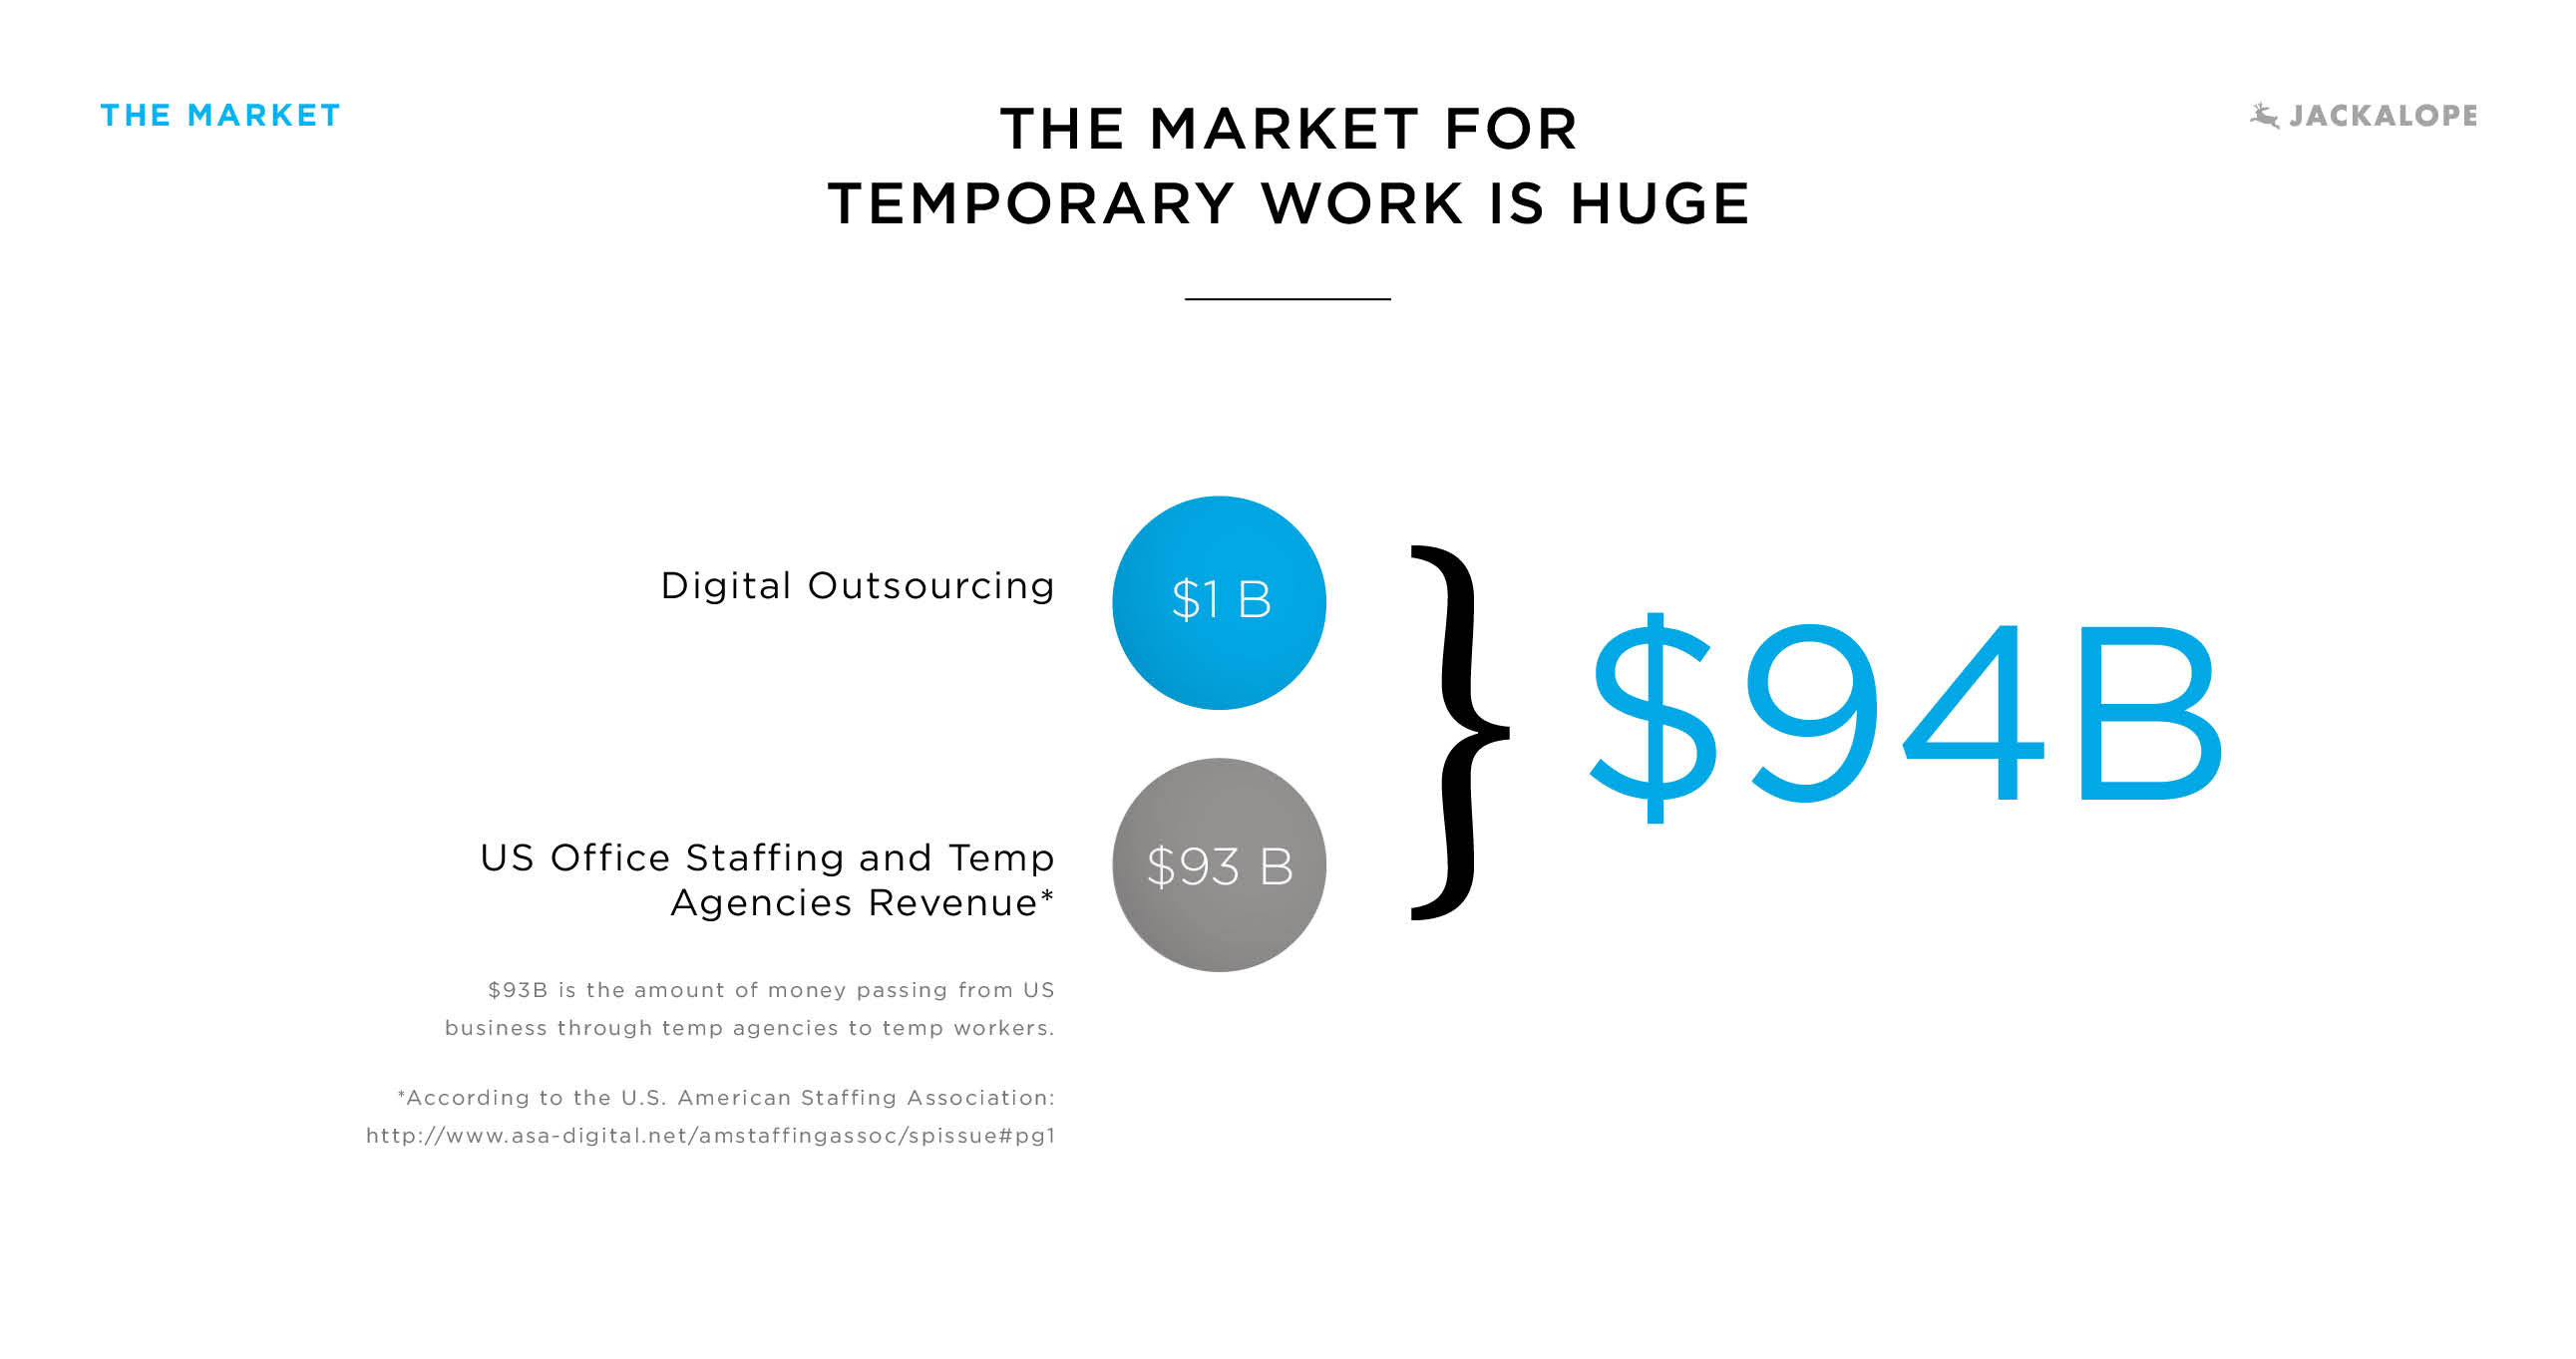 THE MARKET
THE MARKET FOR
TEMPORARY WORK IS HUGE
JACKALOPE
Digital Outsourcing
$1 B
US Office Staffing and Temp
Agencies Revenue*
$93 B
}
$94B
$93B is the amount of money passing from US
business through temp agencies to temp workers.
*According to the U.S. American Staffing Association:
http://www.asa-digital.net/amstaffingassoc/spissue#pg1